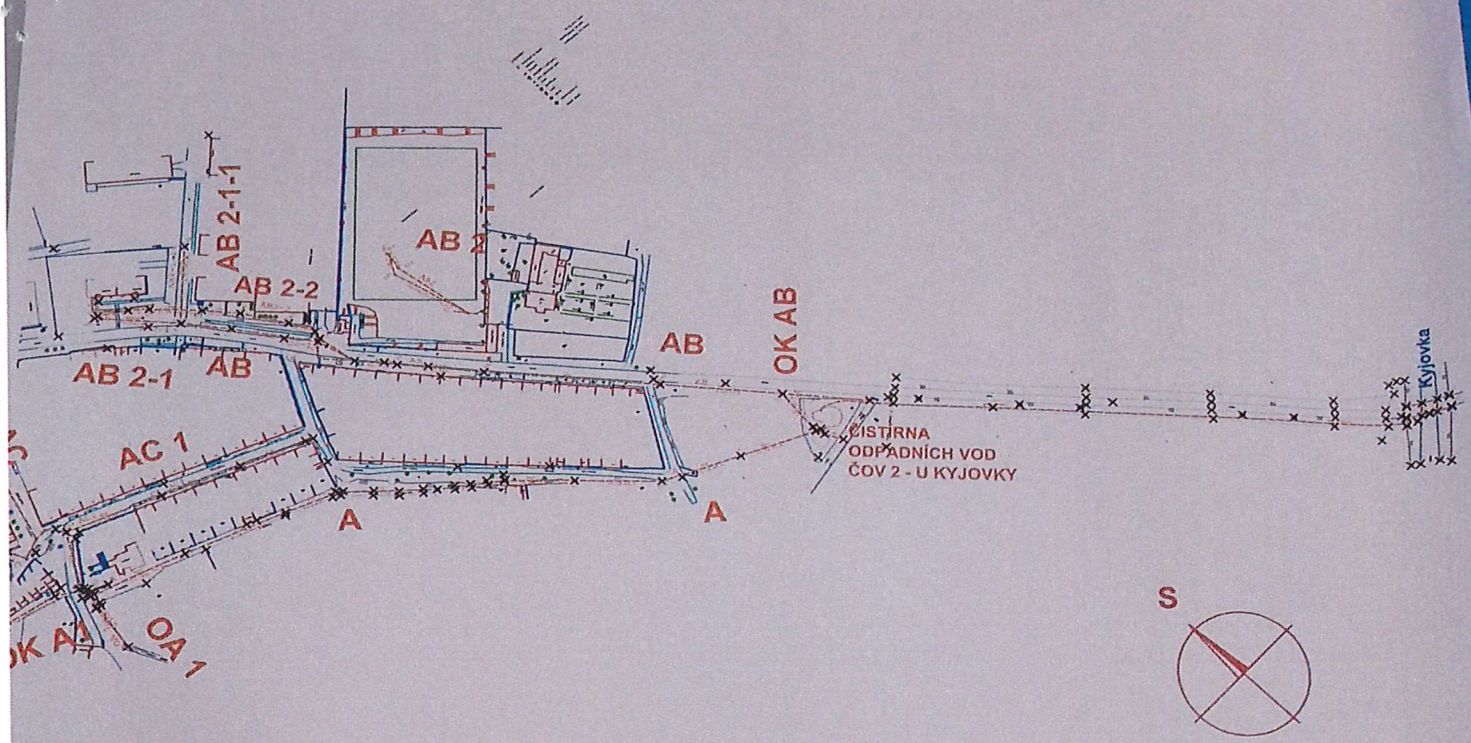 AB 2-1-1
AB 2
AB 2-2
AB 2-1
AB
AB
OK AB
Kyjovka
ČISTÍRNA
ODPADNÍCH VOD
ČOV 2 - U KYJOVKY
AC 1
A
A
OA 1
OK A1
S